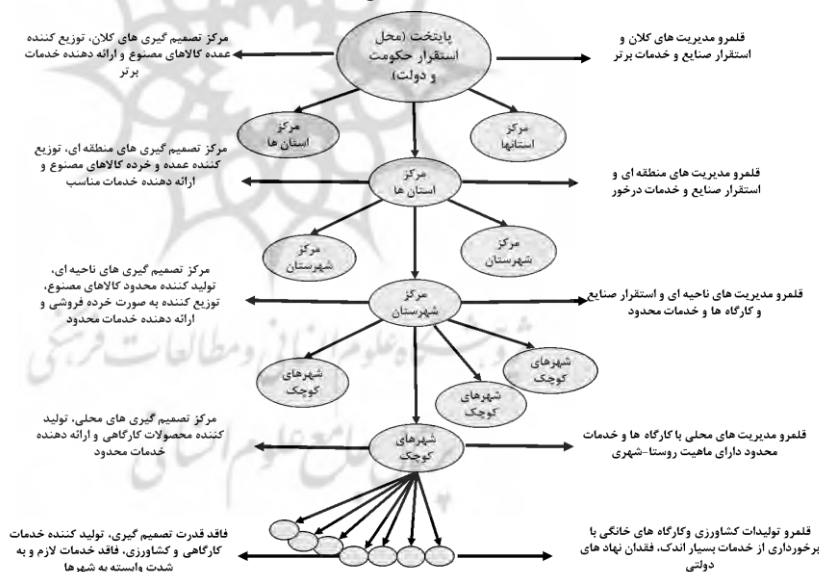 مرکز تصمیم گیری های کلان، توزیع کننده
عمده کالاهای مصنوع و ارائه دهنده خدمات
برتر
پایتخت (محل
استقرار حکومت
و دولت)
قلمرو مدیریت های کلان و
استقرار صنایع و خدمات برتر
مرکز
استان ها
مرکز
استانها
مرکز تصمیم گیری های منطقه ای، توزیع
کننده عمده و خرده کالاهای مصنوع و
ارائه دهنده خدمات مناسب
مرکز
استان ها
قلمرو مدیریت های منطقه ای و
استقرار صنایع و خدمات درخور
مرکز
شهرستان
مرکز
شهرستان
مرکز تصمیم گیری های ناحیه ای،
تولید کننده محدود کالاهای مصنوع،
توزیع کننده به صورت خرده فروشی و
ارائه دهنده خدمات محدود
مرکز
شهرستان
قلمرو مدیریت های ناحیه ای و استقرار صنایع
و کارگاه ها و خدمات محدود
شهرهای
کوچک
شهرهای
کوچک
شهرهای
کوچک
پژوهشگاه علوم انسانی و مطالعات فرهنگی
مرکز تصمیم گیری های محلی، تولید
کننده محصولات کارگاهی و ارائه دهنده
خدمات محدود
شهرهای
کوچک
قلمرو مدیریت های محلی با کارگاه ها و خدمات
محدود دارای ماهیت روستا-شهری
جامع علوم انسانی
فاقد قدرت تصمیم گیری، تولید کننده خدمات
کارگاهی و کشاورزی، فاقد خدمات لازم و به
شدت وابسته به شهرها
قلمرو تولیدات کشاورزی وکارگاه های خانگی با
برخورداری از خدمات بسیار اندک، فقدان نهاد های
دولتی